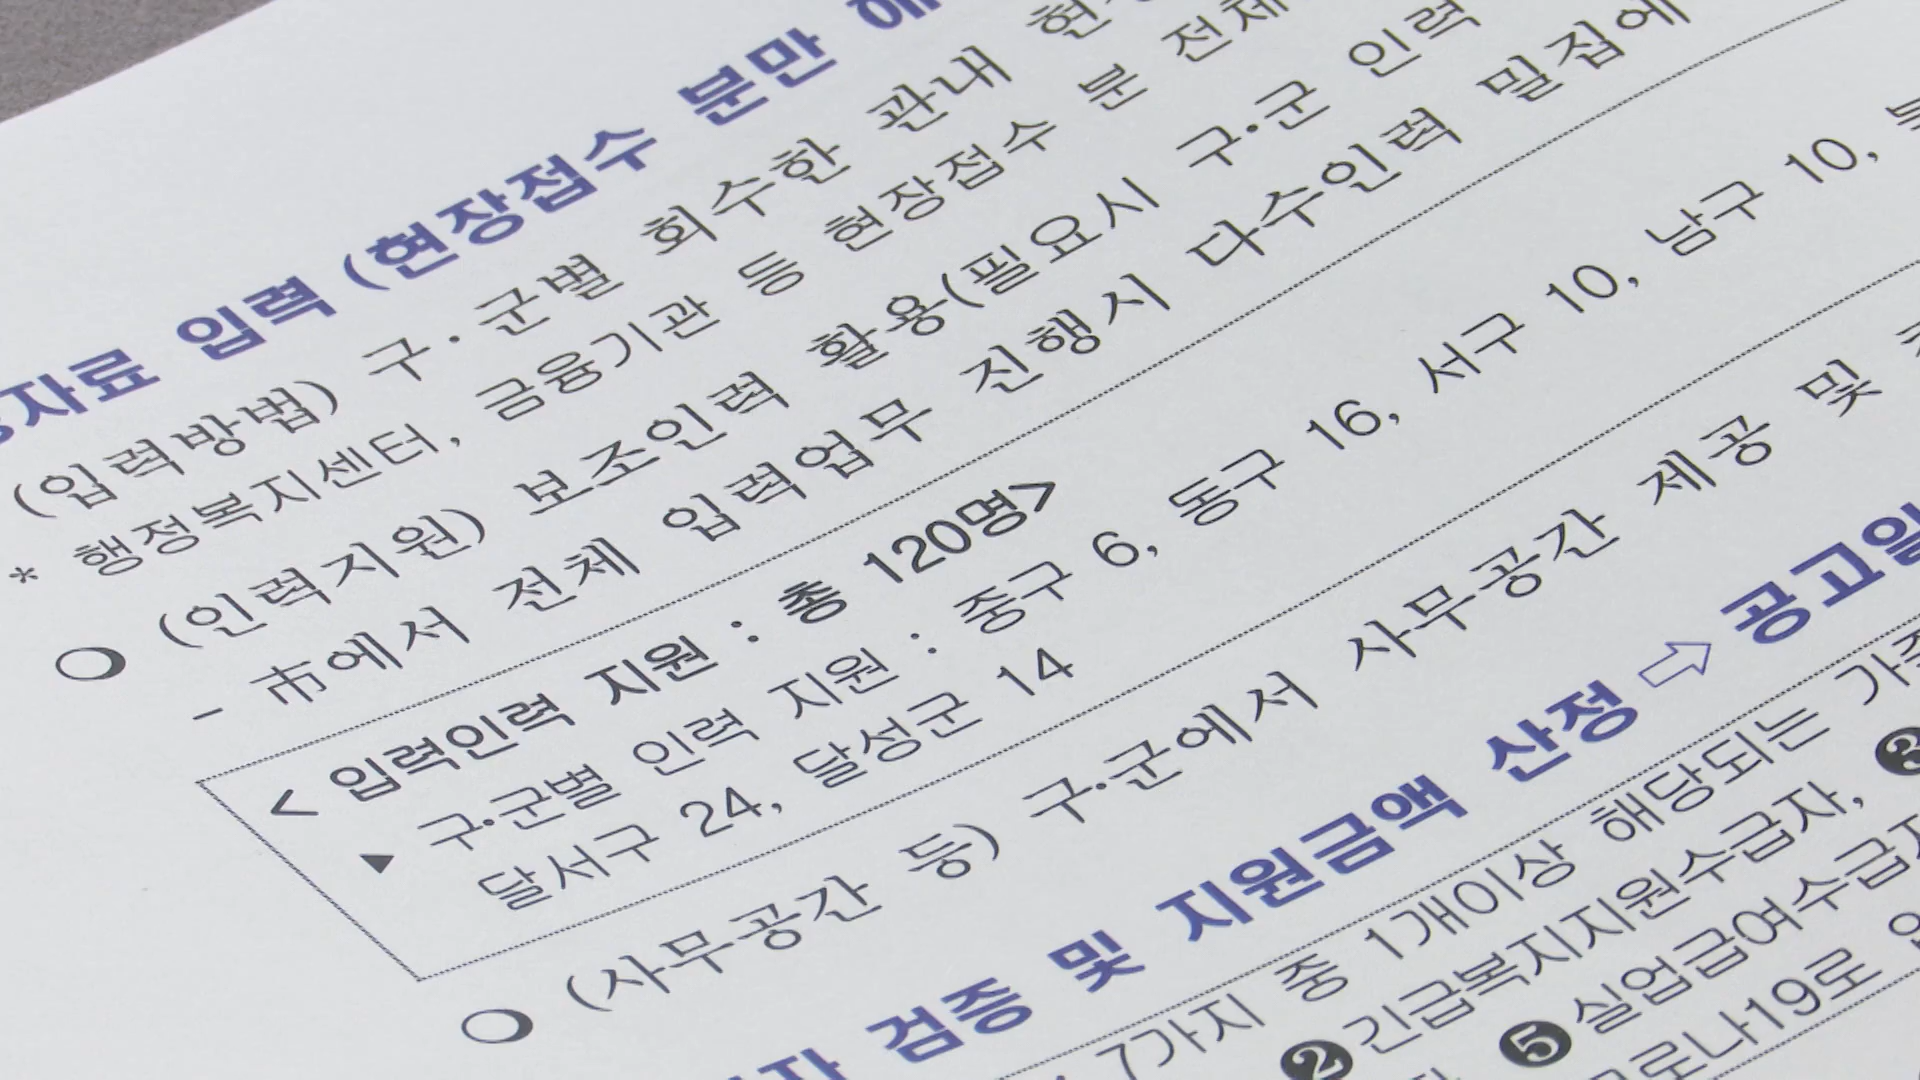 자료 입력 (현장접수 분만
(입력방법) 구·군별 회수한 관내
* 행정복지센터, 금융기관 등 현장접수 분 전체
(인력지원) 보조인력 활용(필요시 구·군 인력
- 市에서 전체 입력업무 진행시 다수인력 밀집에
< 입력인력 지원 : 총 120명>
▶ 구·군별 인력 지원 : 중구 6, 동구 16, 서구 10, 남구 10,
달서구 24, 달성군 14
(사무공간 등) 구·군에서 사무공간 제공 및
검증 및 지원금액 산정 ⇨ 공고일
7가지 중 1개이상 해당되는
❷긴급복지지원수급자, ❸
❺실업급여수급자
로나19로